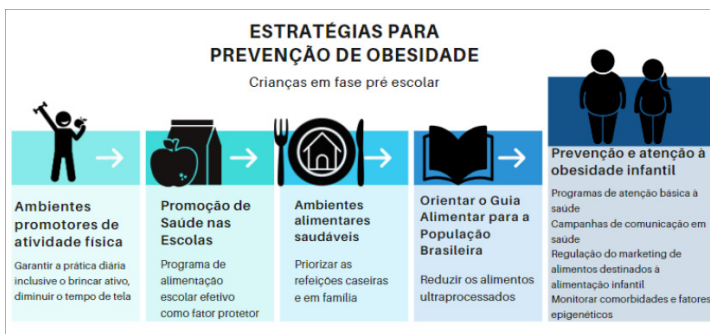 ESTRATÉGIAS PARA
PREVENÇÃO DE OBESIDADE
Crianças em fase pré escolar
Ambientes
promotores de
atividade física
Garantir a prática diária
inclusive o brincar ativo,
diminuir o tempo de tela
Promoção de
Saúde nas
Escolas
Programa de
alimentação
escolar efetivo
como fator protetor
Ambientes
alimentares
saudáveis
Priorizar as
refeições caseiras
e em família
Orientar o Guia
Alimentar para a
População
Brasileira
Reduzir os alimentos
ultraprocessados
Prevenção e atenção à
obesidade infantil
Programas de atenção básica à
saúde
Campanhas de comunicação em
saúde
Regulação do marketing de
alimentos destinados à
alimentação infantil
Monitorar comorbidades e fatores
epigenéticos